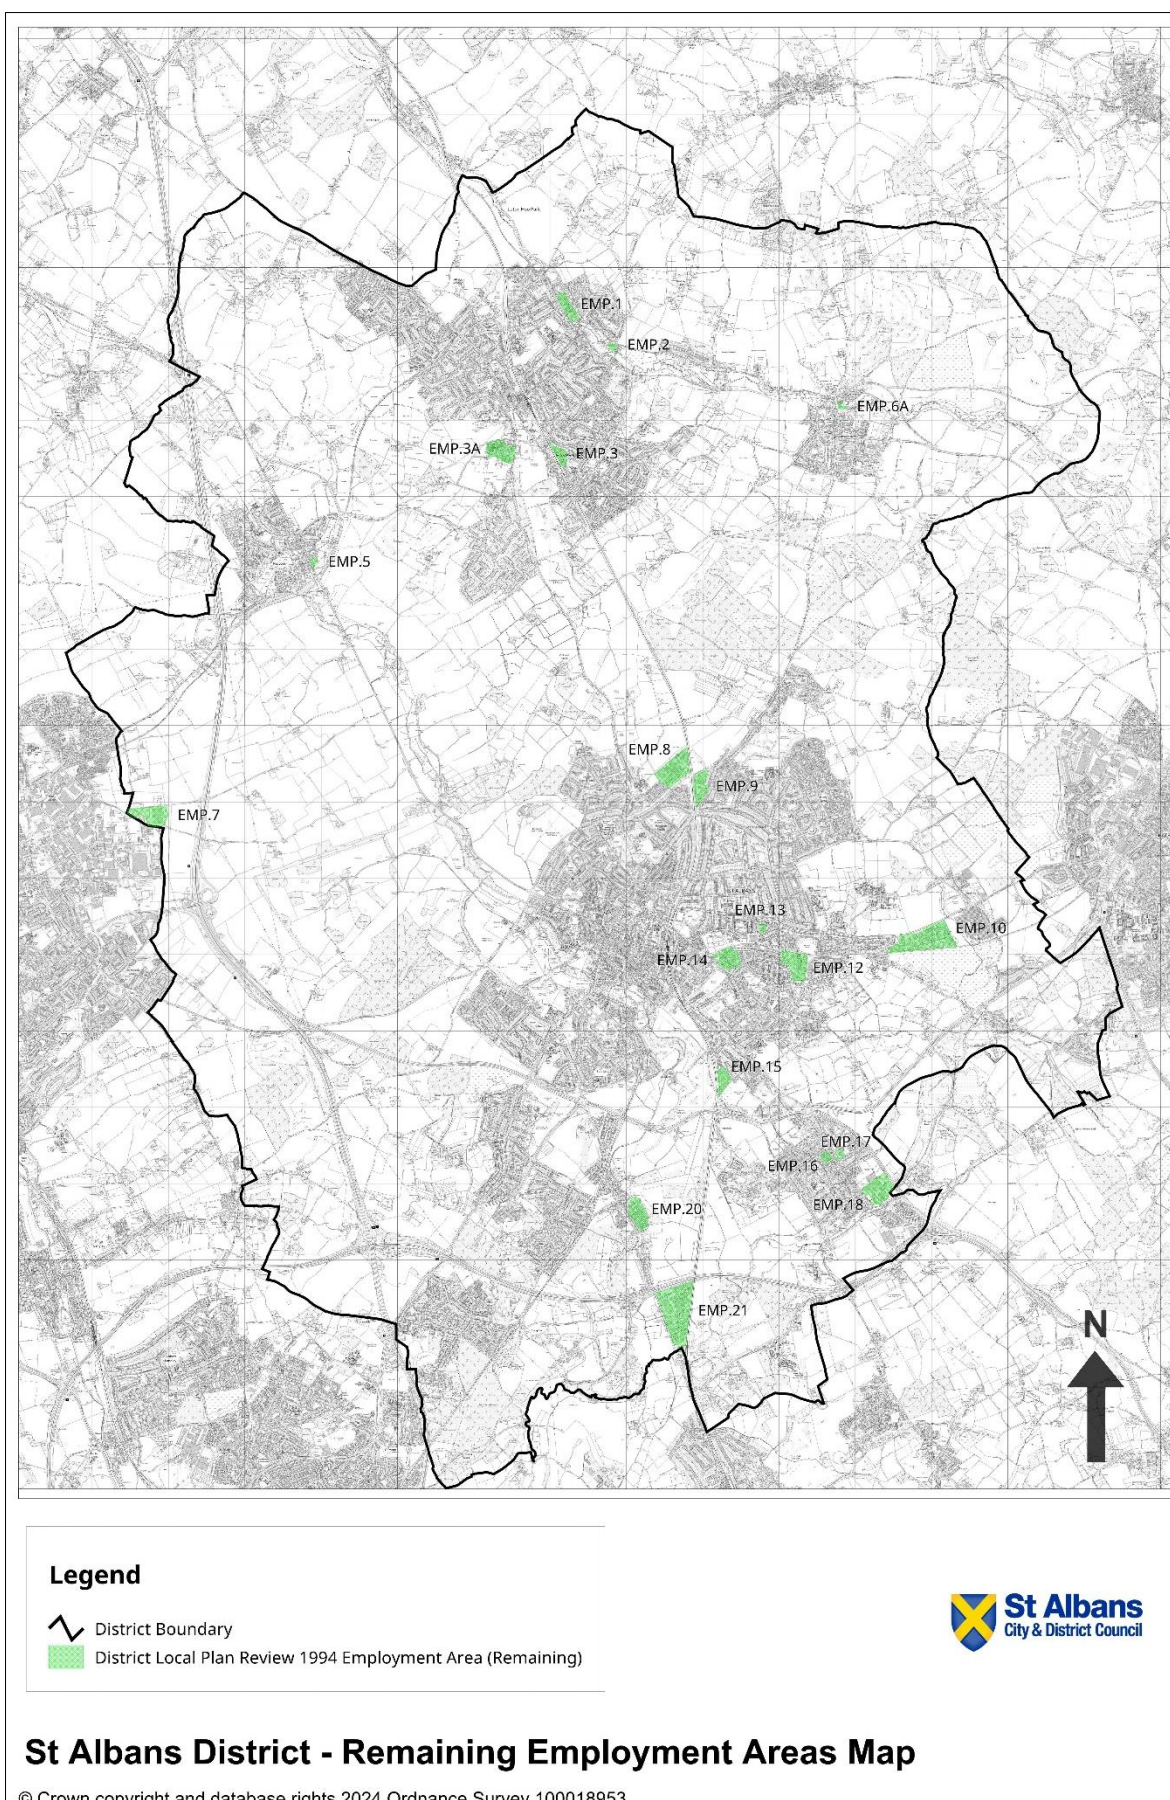 EMP.1
EMP.2
EMP.6A
EMP.3A
EMP.3
EMP.5
EMP.8
EMP.9
EMP.7
EMP.13
EMP.10
EMP.14
EMP.12
EMP.15
EMP.17
EMP.16
EMP.18
EMP.20
EMP.21
N
Legend
District Boundary
District Local Plan Review 1994 Employment Area (Remaining)
St Albans
City & District Council
St Albans District - Remaining Employment Areas Map
© Crown copyright and database rights 2024 Ordnance Survey 100018953